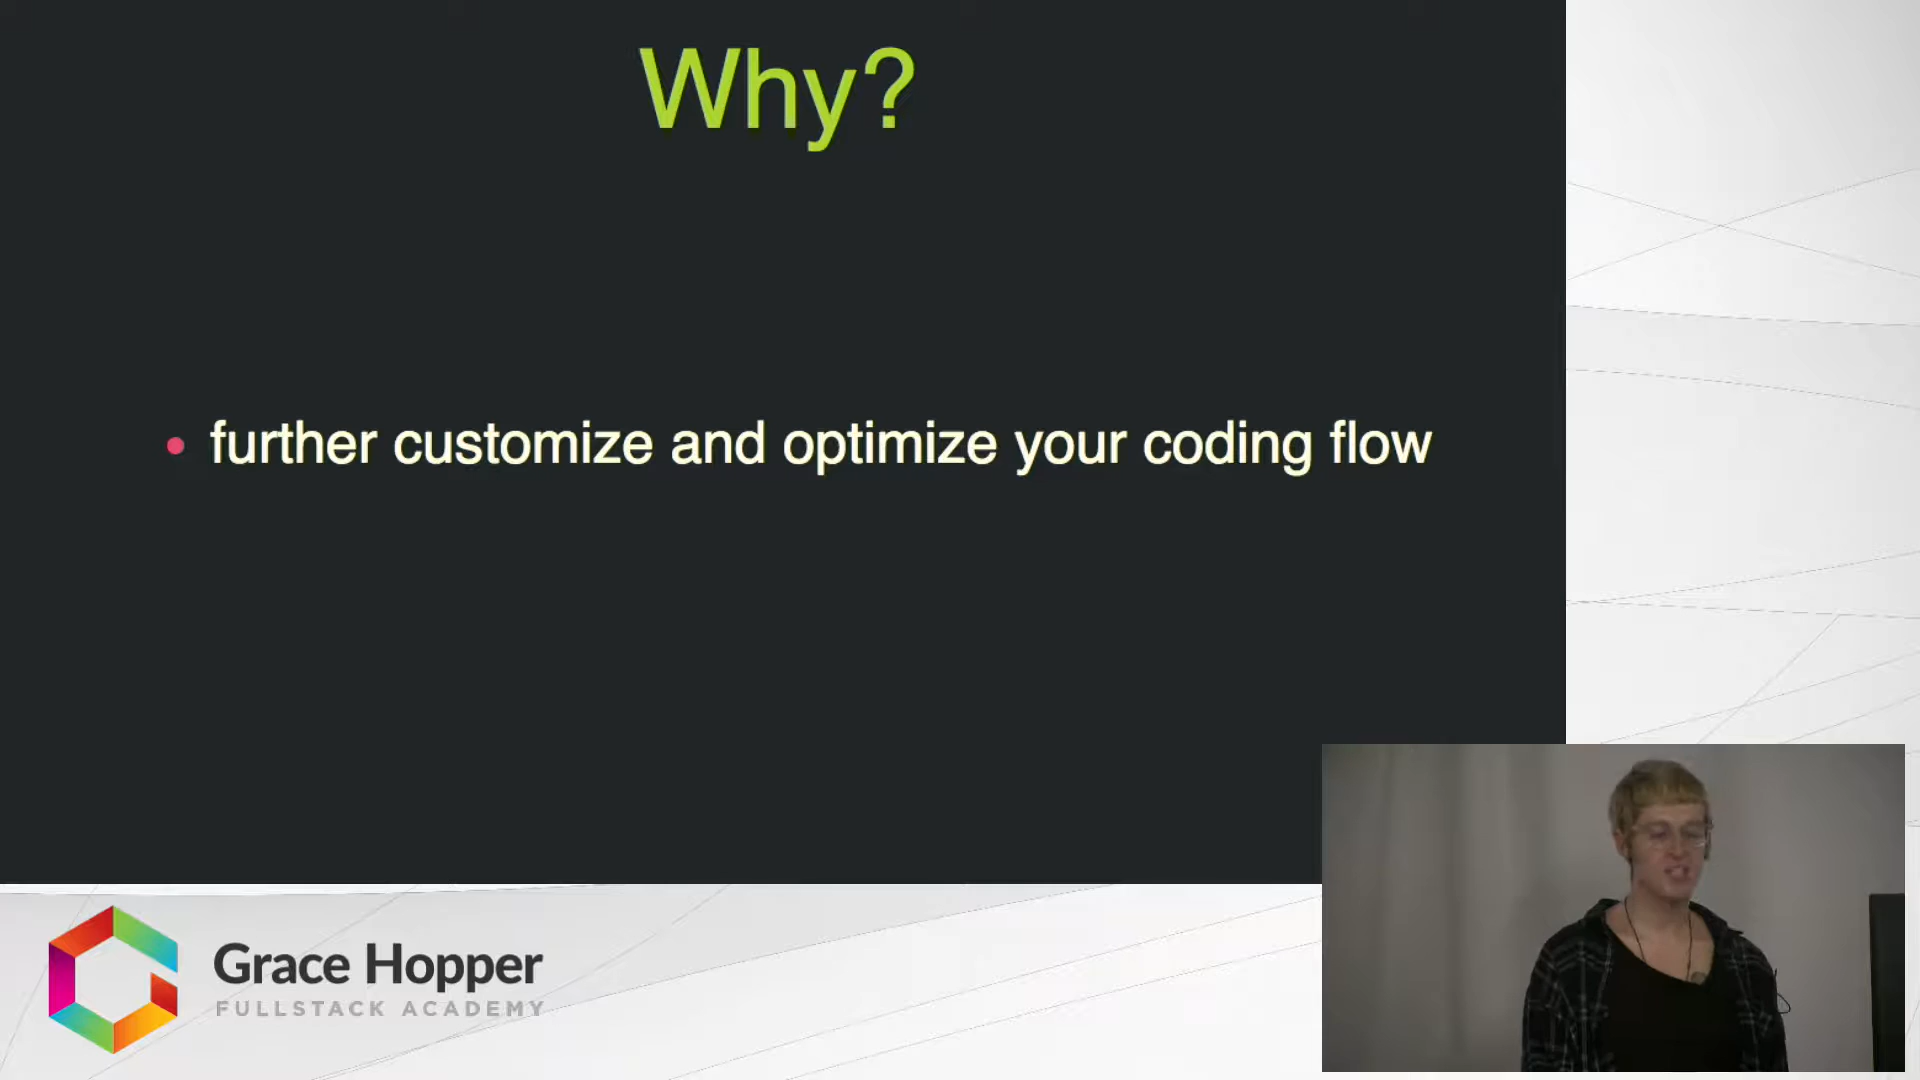 Why?
• further customize and optimize your coding flow
Grace Hopper
FULLSTACK ACADEMY